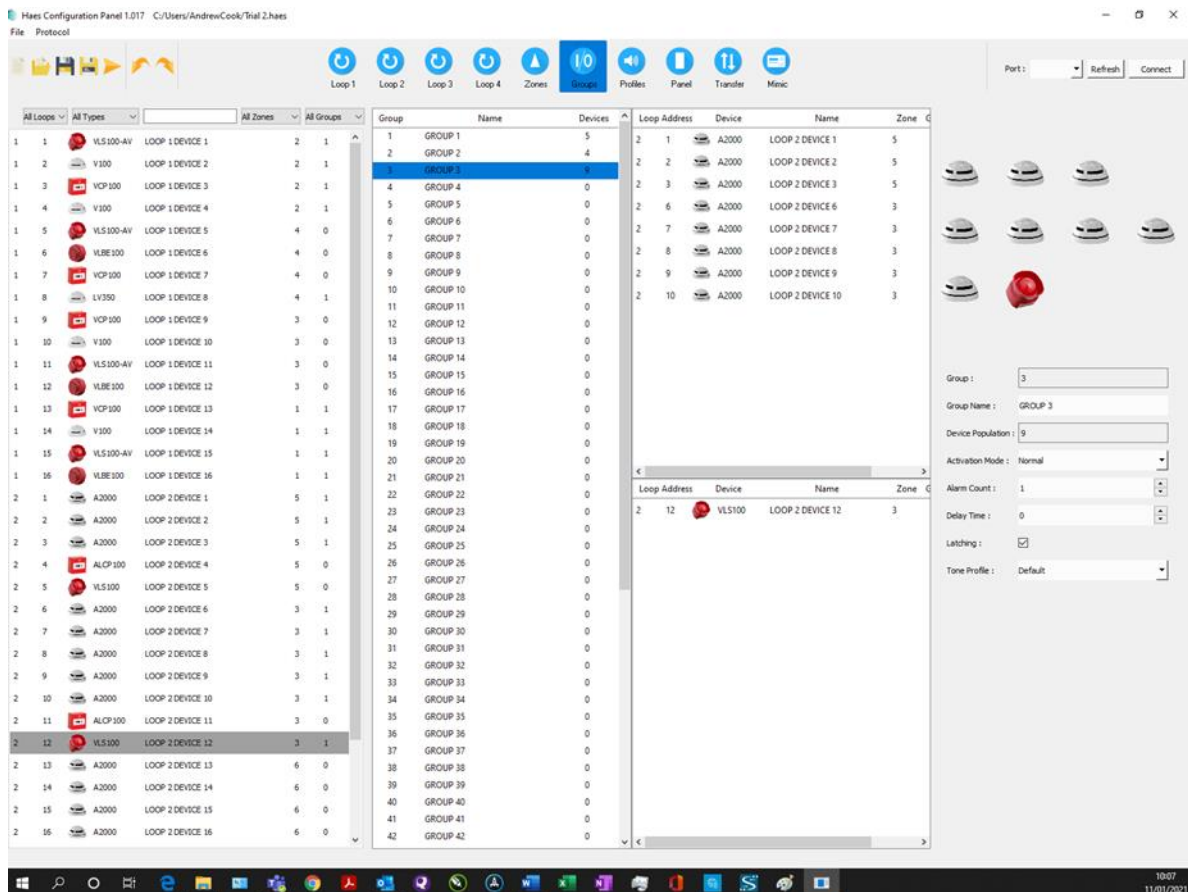 Haes Configuration Panel 1.017 C:/Users/AndrewCook/Trial 2.haes
File Protocol
Loop 1 Loop 2 Loop 3 Loop 4 Zones Groups Profiles Panel Transfer Mimic
Port : Refresh Connect
All Loops All Types All Zones All Groups
1 1 VLS100-AV LOOP 1 DEVICE 1 2 1
1 2 V100 LOOP 1 DEVICE 2 2 1
1 3 VCP100 LOOP 1 DEVICE 3 2 1
1 4 V100 LOOP 1 DEVICE 4 2 1
1 5 VLS100-AV LOOP 1 DEVICE 5 4 0
1 6 VLBE100 LOOP 1 DEVICE 6 4 0
1 7 VCP100 LOOP 1 DEVICE 7 4 0
1 8 LV350 LOOP 1 DEVICE 8 4 1
1 9 VCP100 LOOP 1 DEVICE 9 3 0
1 10 V100 LOOP 1 DEVICE 10 3 0
1 11 VLS100-AV LOOP 1 DEVICE 11 3 0
1 12 VLBE100 LOOP 1 DEVICE 12 3 0
1 13 VCP100 LOOP 1 DEVICE 13 1 1
1 14 V100 LOOP 1 DEVICE 14 1 1
1 15 VLS100-AV LOOP 1 DEVICE 15 1 1
1 16 VLBE100 LOOP 1 DEVICE 16 1 1
2 1 A2000 LOOP 2 DEVICE 1 5 1
2 2 A2000 LOOP 2 DEVICE 2 5 1
2 3 A2000 LOOP 2 DEVICE 3 5 1
2 4 ALCP100 LOOP 2 DEVICE 4 5 0
2 5 VLS100 LOOP 2 DEVICE 5 5 0
2 6 A2000 LOOP 2 DEVICE 6 3 1
2 7 A2000 LOOP 2 DEVICE 7 3 1
2 8 A2000 LOOP 2 DEVICE 8 3 1
2 9 A2000 LOOP 2 DEVICE 9 3 1
2 10 A2000 LOOP 2 DEVICE 10 3 1
2 11 ALCP100 LOOP 2 DEVICE 11 3 0
2 12 VLS100 LOOP 2 DEVICE 12 3 1
2 13 A2000 LOOP 2 DEVICE 13 6 0
2 14 A2000 LOOP 2 DEVICE 14 6 0
2 15 A2000 LOOP 2 DEVICE 15 6 0
2 16 A2000 LOOP 2 DEVICE 16 6 0
Group Name Devices
1 GROUP 1 5
2 GROUP 2 4
3 GROUP 3 9
4 GROUP 4 0
5 GROUP 5 0
6 GROUP 6 0
7 GROUP 7 0
8 GROUP 8 0
9 GROUP 9 0
10 GROUP 10 0
11 GROUP 11 0
12 GROUP 12 0
13 GROUP 13 0
14 GROUP 14 0
15 GROUP 15 0
16 GROUP 16 0
17 GROUP 17 0
18 GROUP 18 0
19 GROUP 19 0
20 GROUP 20 0
21 GROUP 21 0
22 GROUP 22 0
23 GROUP 23 0
24 GROUP 24 0
25 GROUP 25 0
26 GROUP 26 0
27 GROUP 27 0
28 GROUP 28 0
29 GROUP 29 0
30 GROUP 30 0
31 GROUP 31 0
32 GROUP 32 0
33 GROUP 33 0
34 GROUP 34 0
35 GROUP 35 0
36 GROUP 36 0
37 GROUP 37 0
38 GROUP 38 0
39 GROUP 39 0
40 GROUP 40 0
41 GROUP 41 0
42 GROUP 42 0
Loop Address Device Name Zone G
2 1 A2000 LOOP 2 DEVICE 1 5
2 2 A2000 LOOP 2 DEVICE 2 5
2 3 A2000 LOOP 2 DEVICE 3 5
2 6 A2000 LOOP 2 DEVICE 6 3
2 7 A2000 LOOP 2 DEVICE 7 3
2 8 A2000 LOOP 2 DEVICE 8 3
2 9 A2000 LOOP 2 DEVICE 9 3
2 10 A2000 LOOP 2 DEVICE 10 3
Loop Address Device Name Zone G
2 12 VLS100 LOOP 2 DEVICE 12 3
Group : 3
Group Name : GROUP 3
Device Population : 9
Activation Mode : Normal
Alarm Count : 1
Delay Time : 0
Latching :
Tone Profile : Default
10:07
11/03/2021